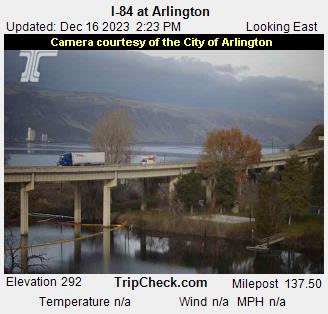 I-84 at Arlington
Updated: Dec 16 2023 2:23 PM Looking East
Camera courtesy of the City of Arlington
Elevation 292 TripCheck.com Milepost 137.50
Temperature n/a Wind n/a MPH n/a